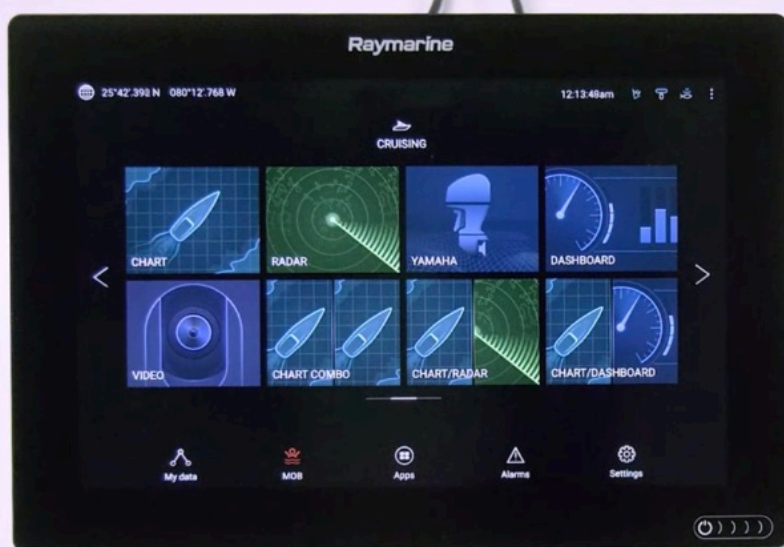 Raymarine
25°42'.392 N 080°12'.768 W
12:13:48am
CRUISING
CHART
RADAR
YAMAHA
DASHBOARD
VIDEO
CHART COMBO
CHART/RADAR
CHART/DASHBOARD
My data
MOB
Apps
Alarms
Settings